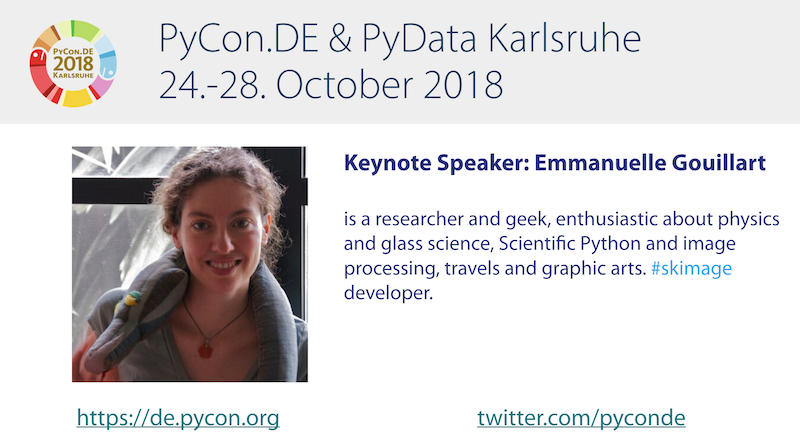 PyCon.DE
2018
KARLSRUHE
PyCon.DE & PyData Karlsruhe
24.-28. October 2018
Keynote Speaker: Emmanuelle Gouillart
is a researcher and geek, enthusiastic about physics
and glass science, Scientific Python and image
processing, travels and graphic arts. #skimage
developer.
https://de.pycon.org
twitter.com/pyconde